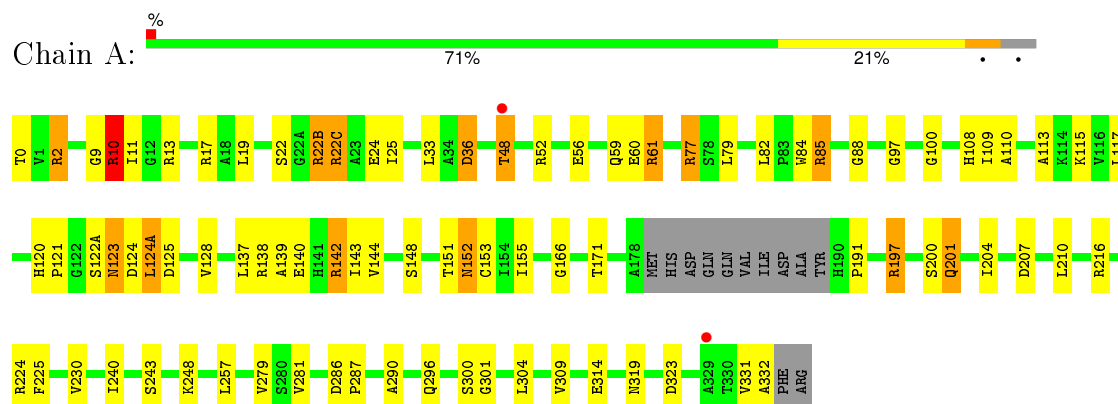 %
Chain A:
71% 21% • •
T0 V1 R2 G9 R10 I11 G12 R13 R17 A18 L19 S22 G22A R22B R22C A23 E24 I25 L33 A34 D36 T48 R52 E56 Q59 E60 R61 R77 S78 L79 L82 P83 W84 R85 G88 G97 G100 H108 I109 A110 A113 K114 K115 V116 L117
H120 P121 G122 S122A N123 D124 L124A D125 V128 L137 R138 A139 E140 H141 R142 I143 V144 S148 T151 N152 C153 I154 I155 G166 T171 A178 MET HIS ASP GLN GLN VAL ILE ASP ALA TYR H190 P191 R197 S200 Q201 I204 D207 L210 R216
R224 F225 V230 I240 S243 K248 L257 V279 S280 V281 D286 P287 A290 Q296 S300 G301 L304 V309 E314 N319 D323 A329 T330 V331 A332 PHE ARG